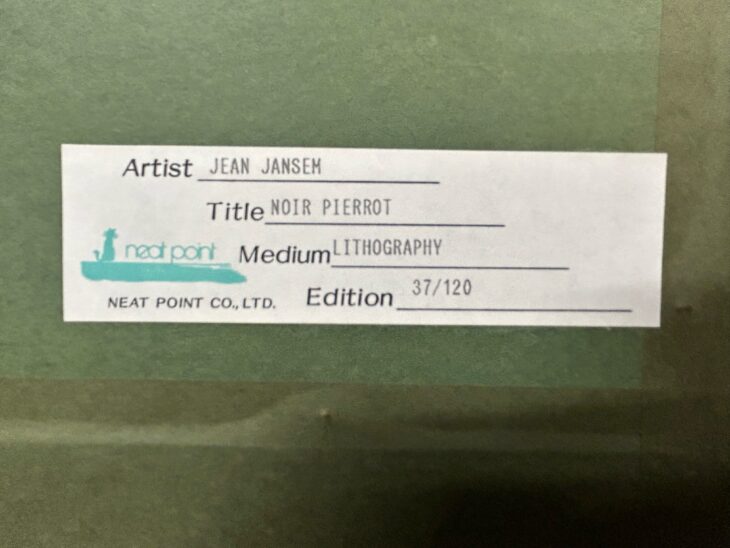 Artist JEAN JANSEM
Title NOIR PIERROT
neat point
Medium LITHOGRAPHY
NEAT POINT CO., LTD.
Edition 37/120